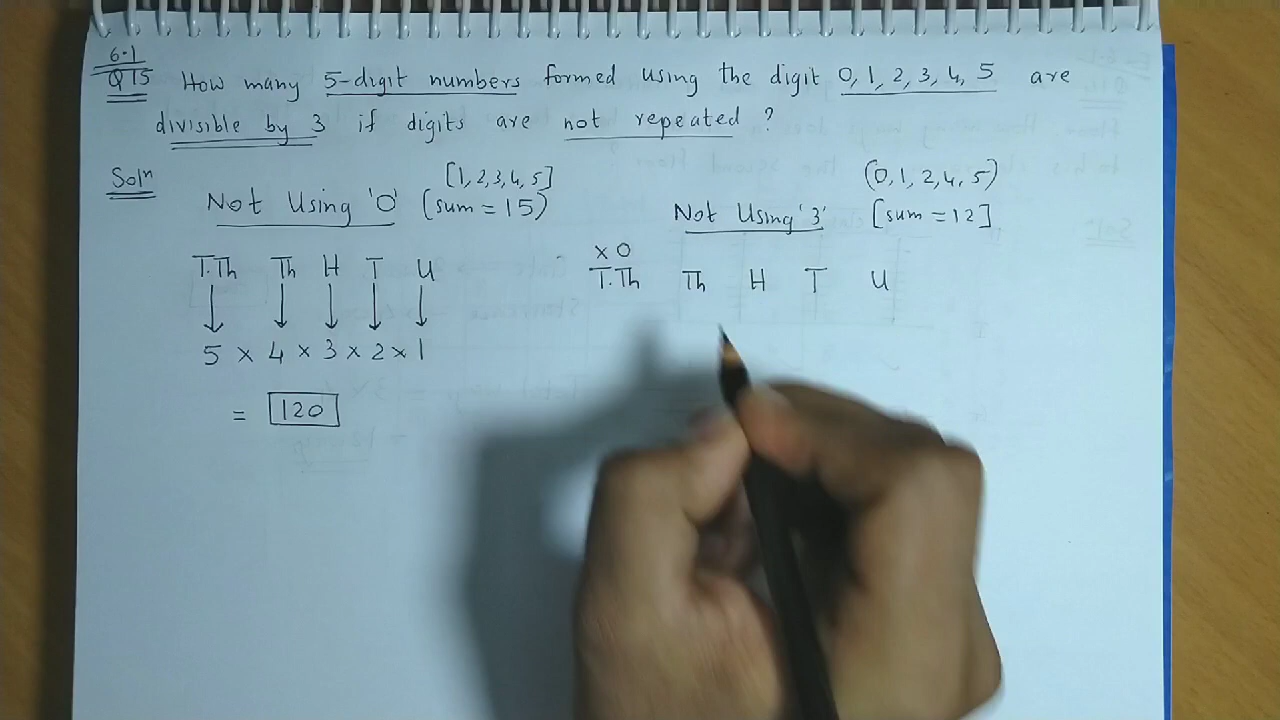 6.1
Q15 How many 5-digit numbers formed using the digit 0, 1, 2, 3, 4, 5 are
divisible by 3 if digits are not repeated ?
Solⁿ
[1, 2, 3, 4, 5]
Not Using '0' (sum = 15)
T.Th Th H T U
5 × 4 × 3 × 2 × 1
= 120
(0, 1, 2, 4, 5)
Not Using '3' [sum = 12]
× 0
T.Th Th H T U